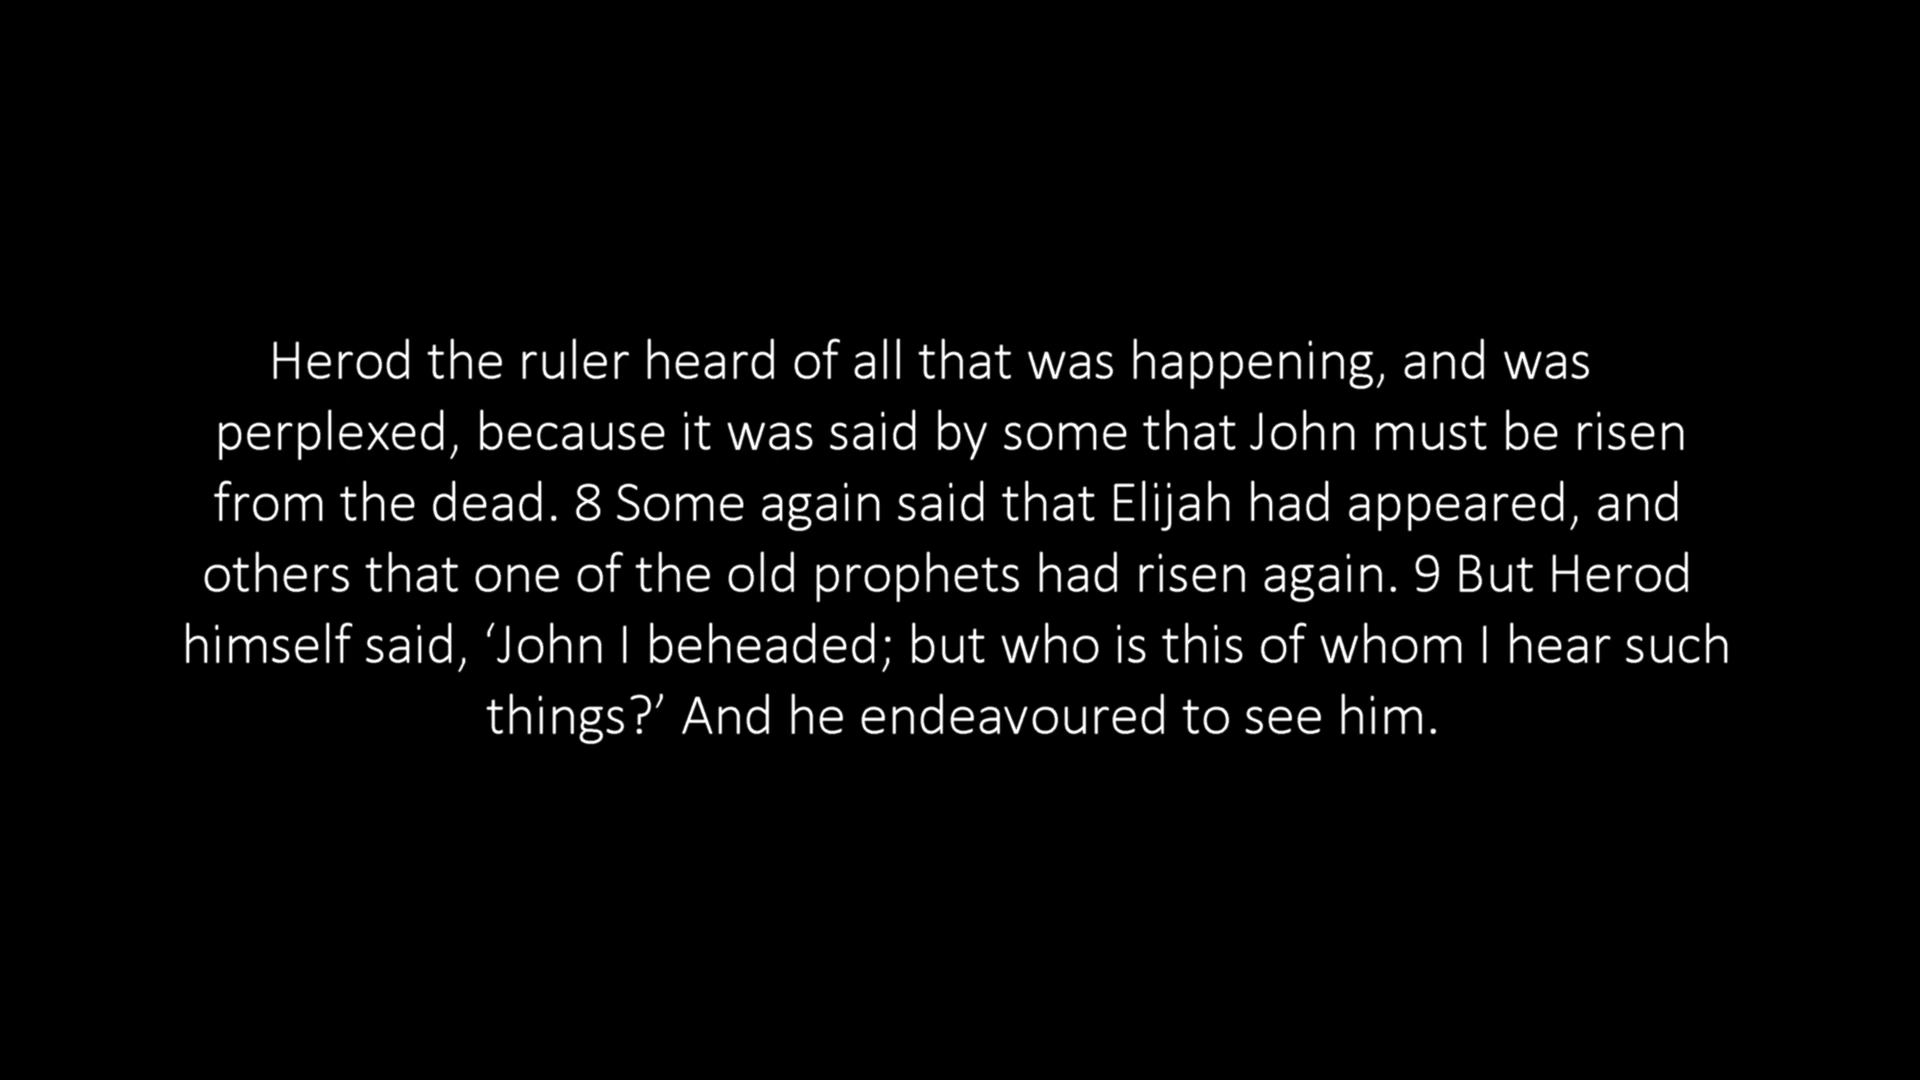 Herod the ruler heard of all that was happening, and was
perplexed, because it was said by some that John must be risen
from the dead. 8 Some again said that Elijah had appeared, and
others that one of the old prophets had risen again. 9 But Herod
himself said, ‘John I beheaded; but who is this of whom I hear such
things?’ And he endeavoured to see him.